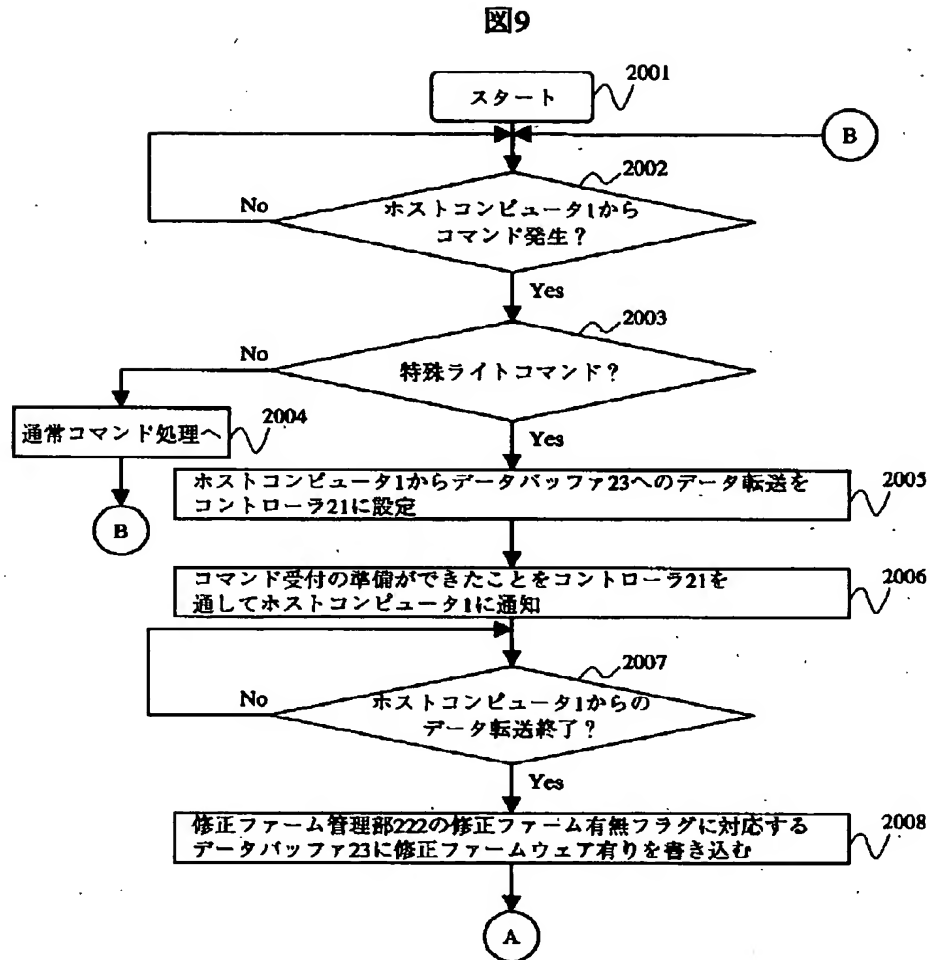 図9
スタート
2001
B
2002
No
ホストコンピュータ1から
コマンド発生？
Yes
2003
No
特殊ライトコマンド？
2004
通常コマンド処理へ
Yes
B
ホストコンピュータ1からデータバッファ23へのデータ転送を
コントローラ21に設定
2005
コマンド受付の準備ができたことをコントローラ21を
通してホストコンピュータ1に通知
2006
2007
No
ホストコンピュータ1からの
データ転送終了？
Yes
修正ファーム管理部222の修正ファーム有無フラグに対応する
データバッファ23に修正ファームウェア有りを書き込む
2008
A